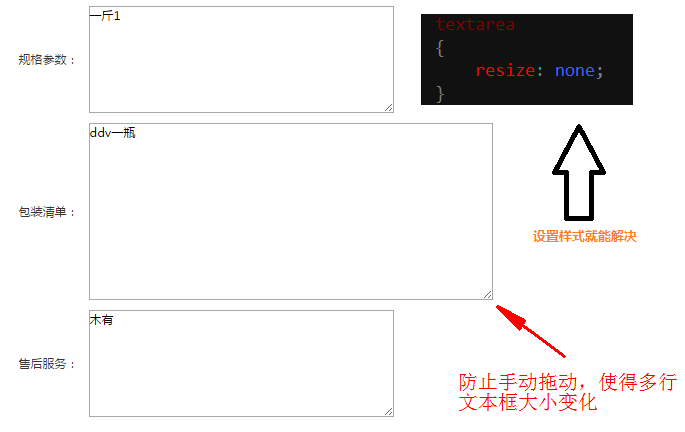 规格参数：
一斤1
textarea
{
resize: none;
}
包装清单：
ddv一瓶
设置样式就能解决
售后服务：
木有
防止手动拖动，使得多行
文本框大小变化